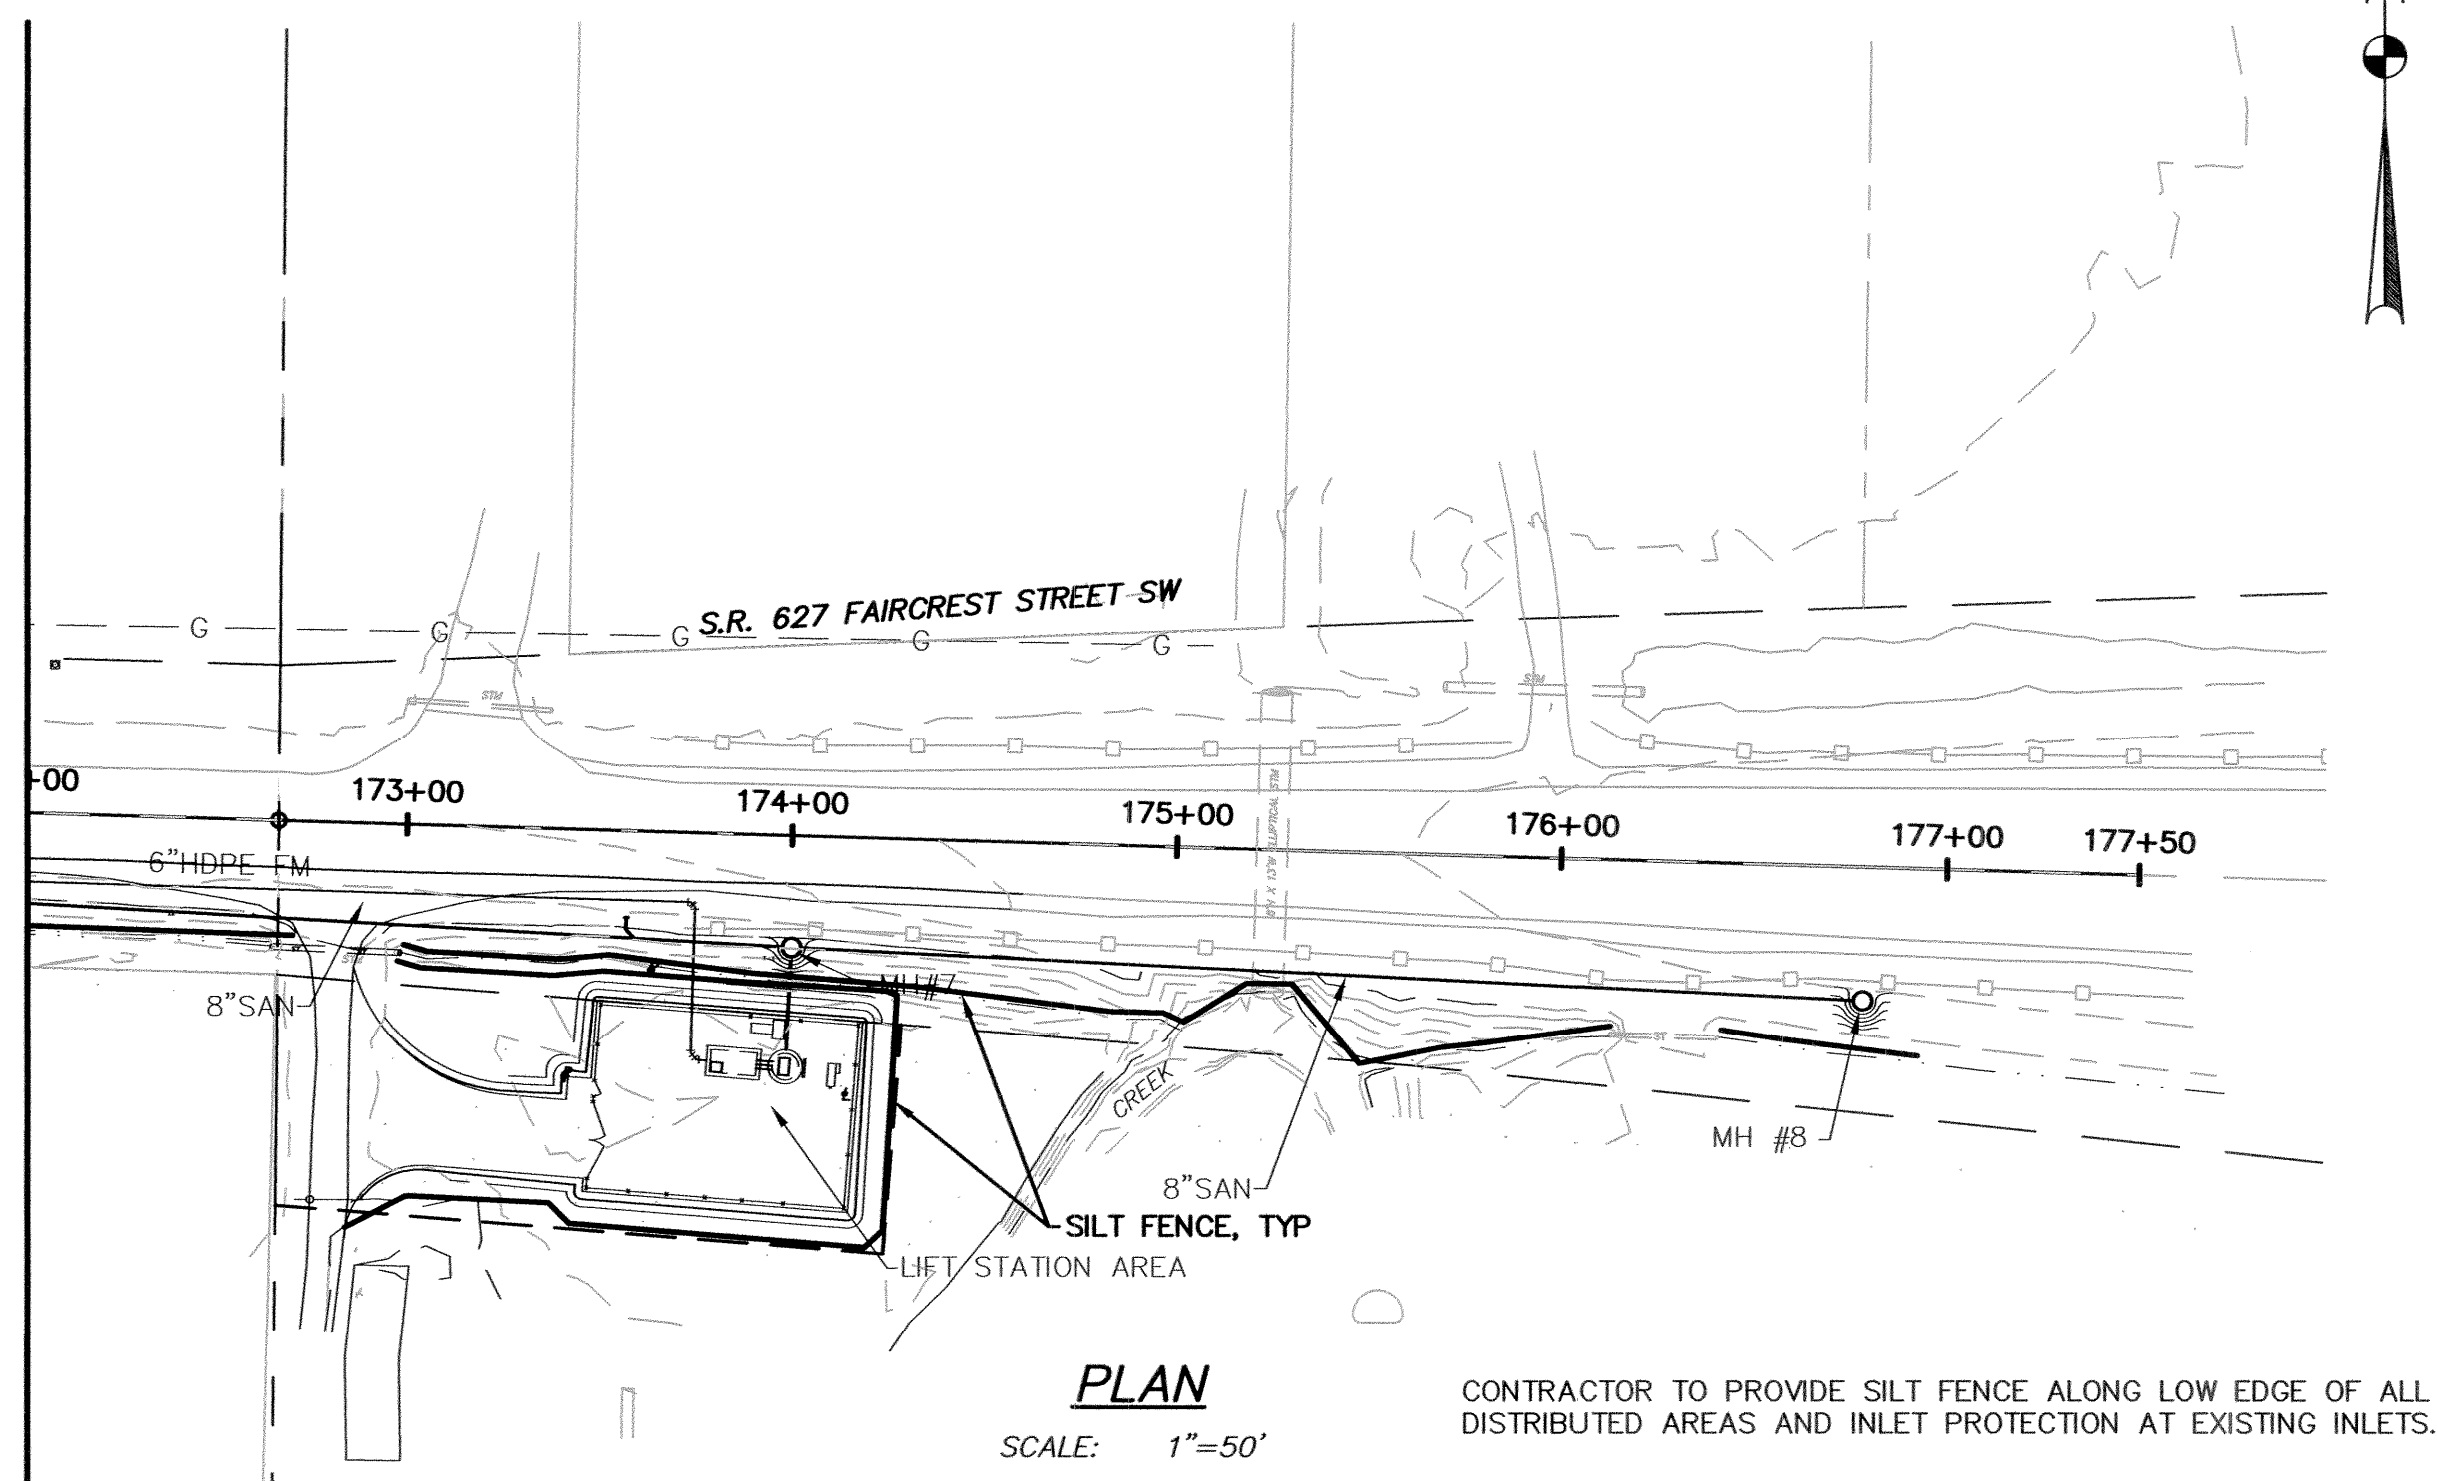 S.R. 627 FAIRCREST STREET SW
G G G G G
STM
STM
+00 173+00 174+00 175+00 176+00 177+00 177+50
6"HDPE FM
8"SAN
MH#7
CREEK
ST
MH #8
8"SAN
SILT FENCE, TYP
LIFT STATION AREA
PLAN
SCALE: 1"=50'
CONTRACTOR TO PROVIDE SILT FENCE ALONG LOW EDGE OF ALL
DISTRIBUTED AREAS AND INLET PROTECTION AT EXISTING INLETS.